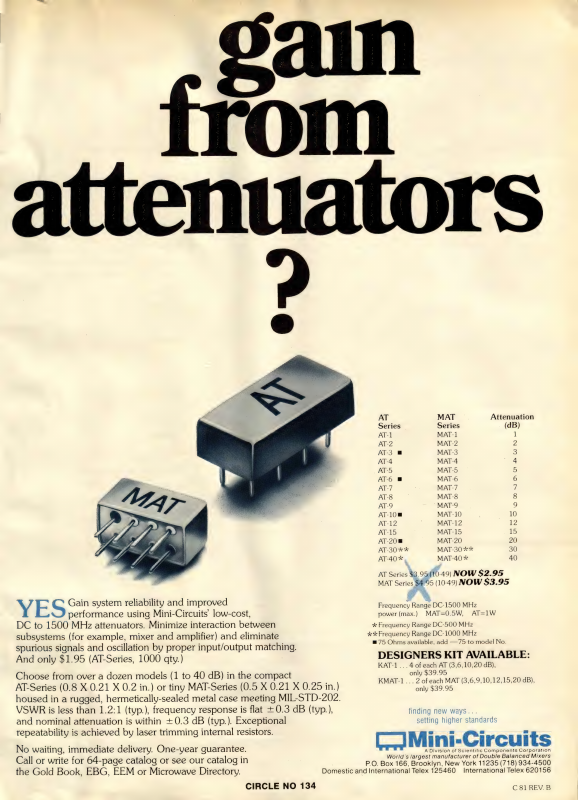 gain
from
attenuators
?
AT
MAT
AT Series MAT Series Attenuation (dB)
AT-1 MAT-1 1
AT-2 MAT-2 2
AT-3 ■ MAT-3 3
AT-4 MAT-4 4
AT-5 MAT-5 5
AT-6 ■ MAT-6 6
AT-7 MAT-7 7
AT-8 MAT-8 8
AT-9 MAT-9 9
AT-10 ■ MAT-10 10
AT-12 MAT-12 12
AT-15 MAT-15 15
AT-20 ■ MAT-20 20
AT-30** MAT-30** 30
AT-40* MAT-40* 40
AT Series $3.95 (10-49) NOW $2.95
MAT Series $4.95 (10-49) NOW $3.95
Frequency Range DC-1500 MHz
power (max.) MAT=0.5W, AT=1W
*Frequency Range DC-500 MHz
**Frequency Range DC-1000 MHz
■ 75 Ohms available, add —75 to model No.
DESIGNERS KIT AVAILABLE:
KAT-1 . . . 4 of each AT (3,6,10,20 dB),
only $39.95
KMAT-1 . . . 2 of each MAT (3,6,9,10,12,15,20 dB),
only $39.95
YES Gain system reliability and improved
performance using Mini-Circuits' low-cost,
DC to 1500 MHz attenuators. Minimize interaction between
subsystems (for example, mixer and amplifier) and eliminate
spurious signals and oscillation by proper input/output matching.
And only $1.95 (AT-Series, 1000 qty.)
Choose from over a dozen models (1 to 40 dB) in the compact
AT-Series (0.8 X 0.21 X 0.2 in.) or tiny MAT-Series (0.5 X 0.21 X 0.25 in.)
housed in a rugged, hermetically-sealed metal case meeting MIL-STD-202.
VSWR is less than 1.2:1 (typ.), frequency response is flat ±0.3 dB (typ.),
and nominal attenuation is within ±0.3 dB (typ.). Exceptional
repeatability is achieved by laser trimming internal resistors.
No waiting, immediate delivery. One-year guarantee.
Call or write for 64-page catalog or see our catalog in
the Gold Book, EBG, EEM or Microwave Directory.
finding new ways . . .
setting higher standards
Mini-Circuits
A Division of Scientific Components Corporation
World's largest manufacturer of Double Balanced Mixers
P.O. Box 166, Brooklyn, New York 11235 (718) 934-4500
Domestic and International Telex 125460 International Telex 620156
CIRCLE NO 134
C 81 REV. B